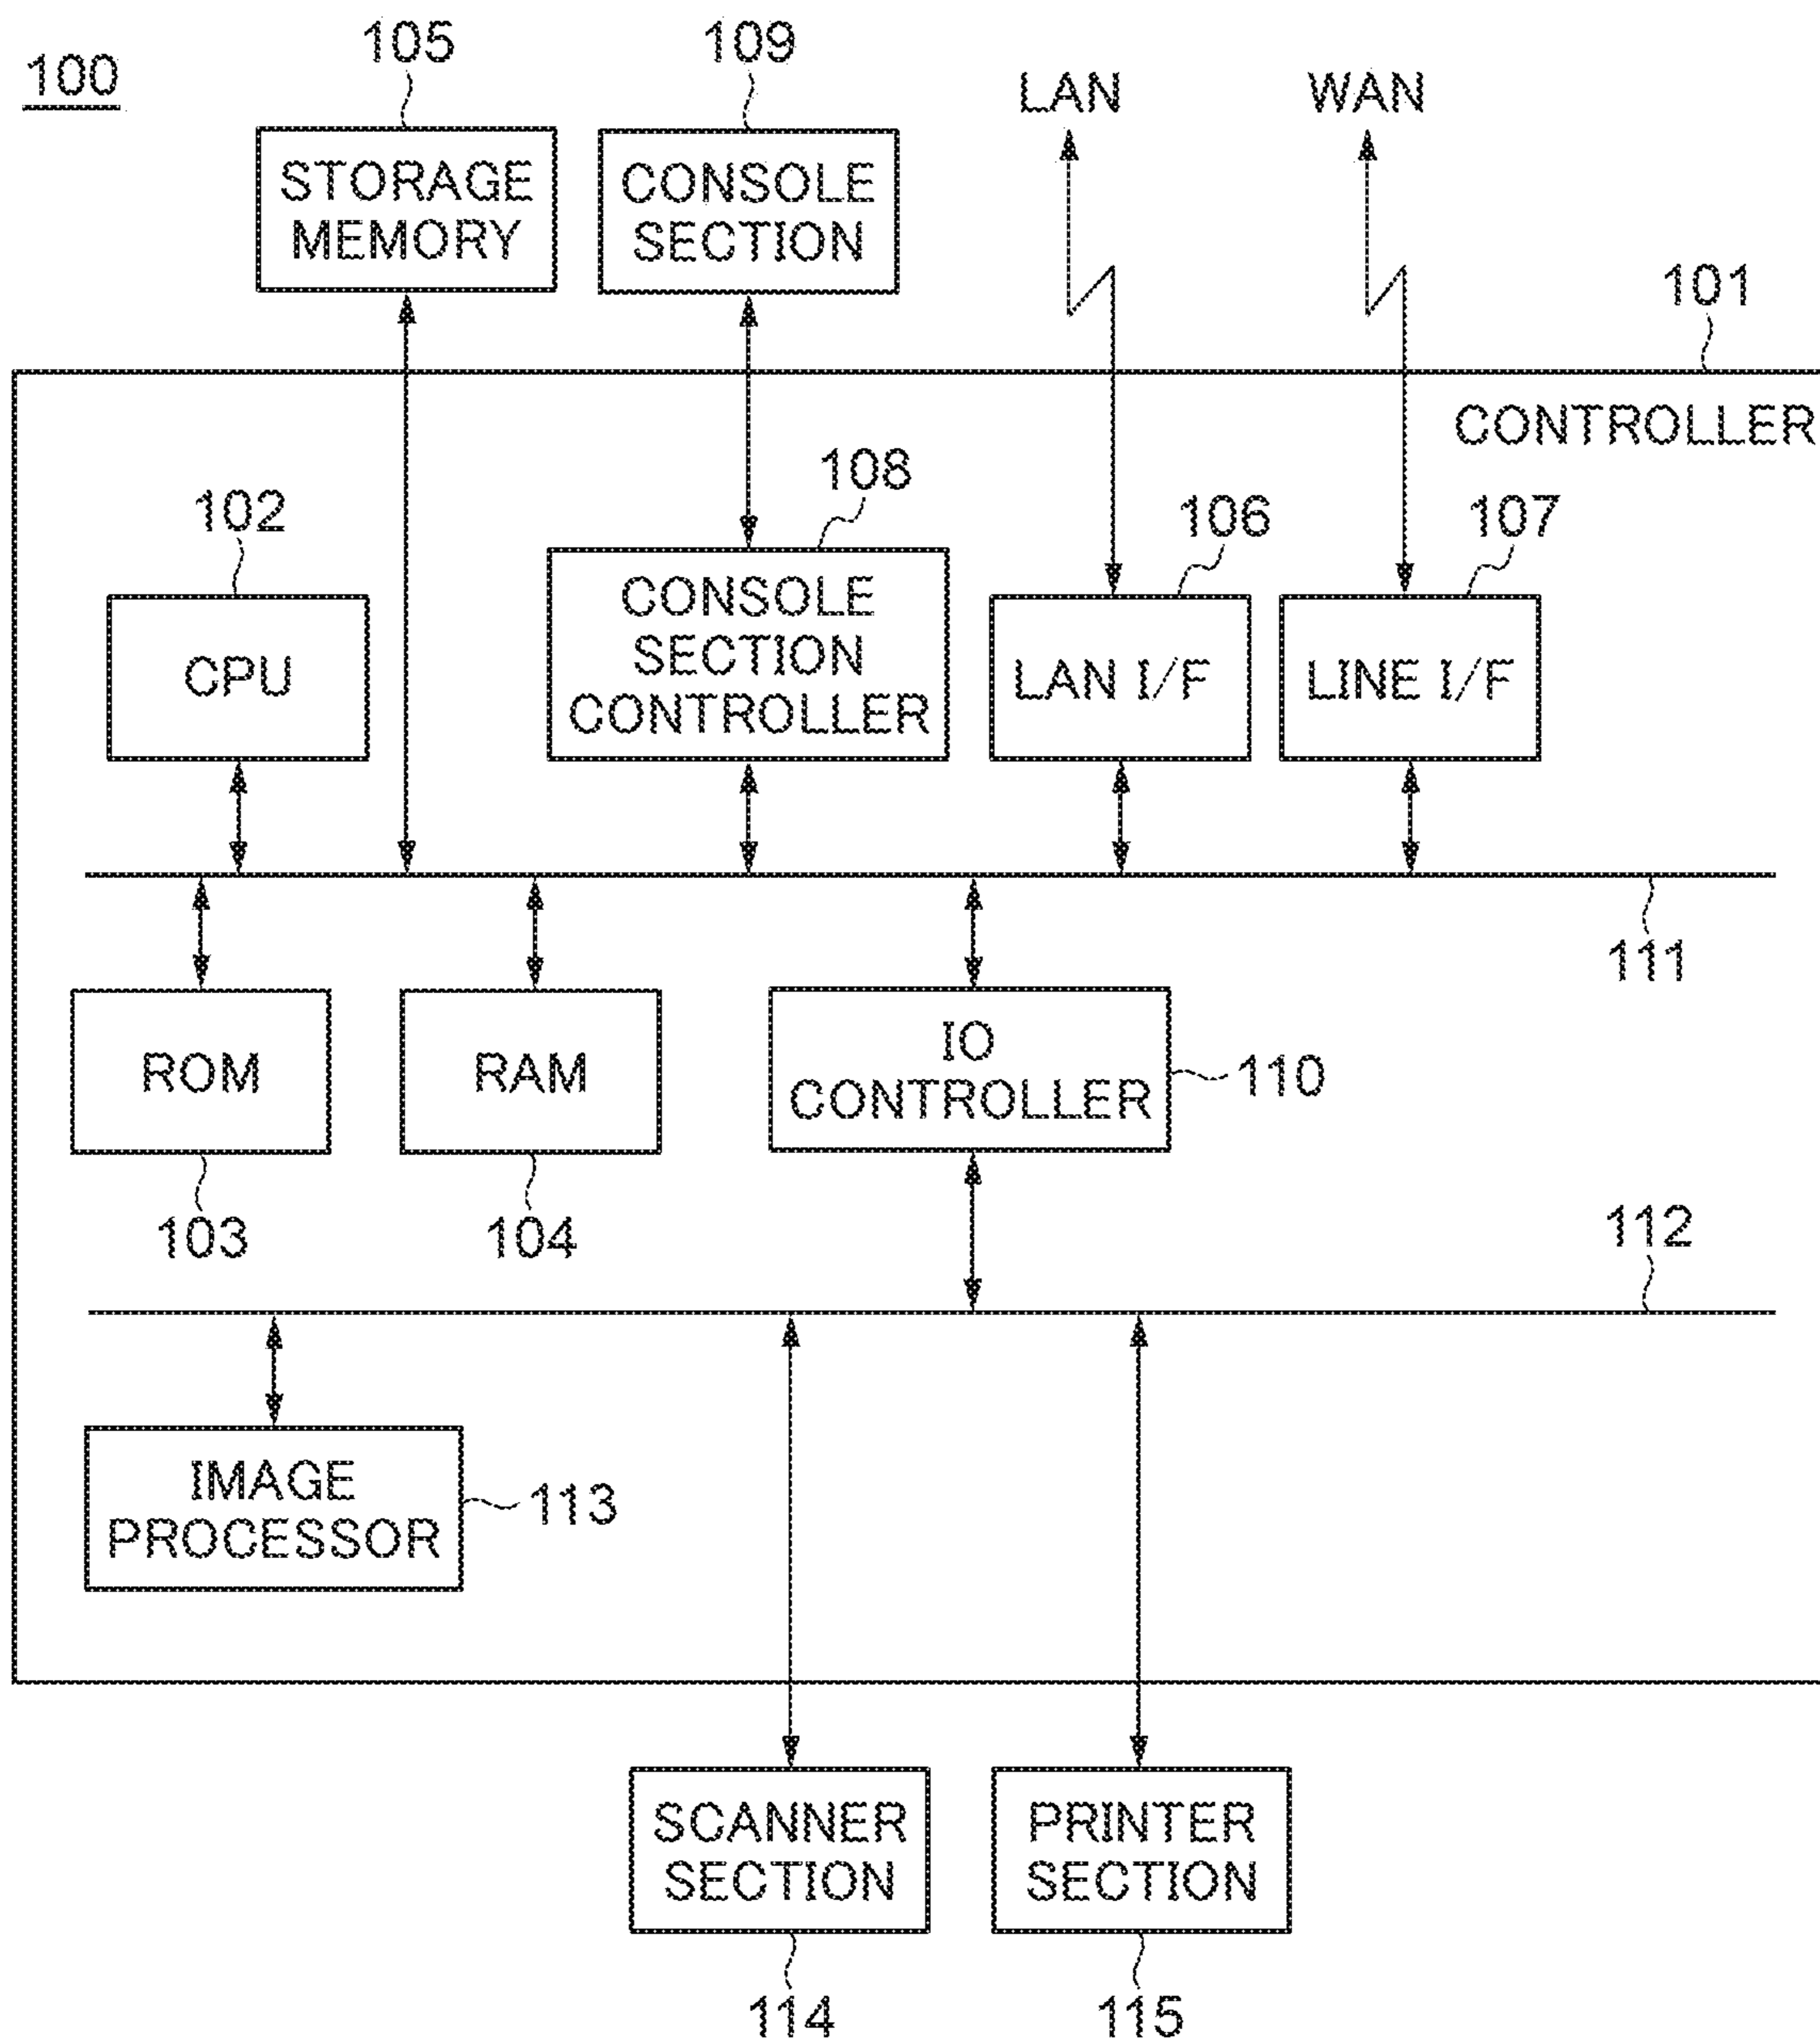 100
105
109
LAN
WAN
STORAGE
MEMORY
CONSOLE
SECTION
101
CONTROLLER
102
108
106
107
CPU
CONSOLE
SECTION
CONTROLLER
LAN I/F
LINE I/F
111
ROM
RAM
IO
CONTROLLER
110
103
104
112
IMAGE
PROCESSOR
113
SCANNER
SECTION
PRINTER
SECTION
114
115